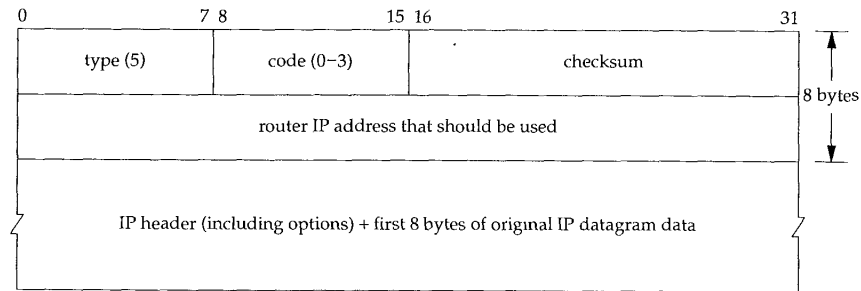 0 7 8 15 16 31
type (5) code (0–3) checksum
8 bytes
router IP address that should be used
IP header (including options) + first 8 bytes of original IP datagram data